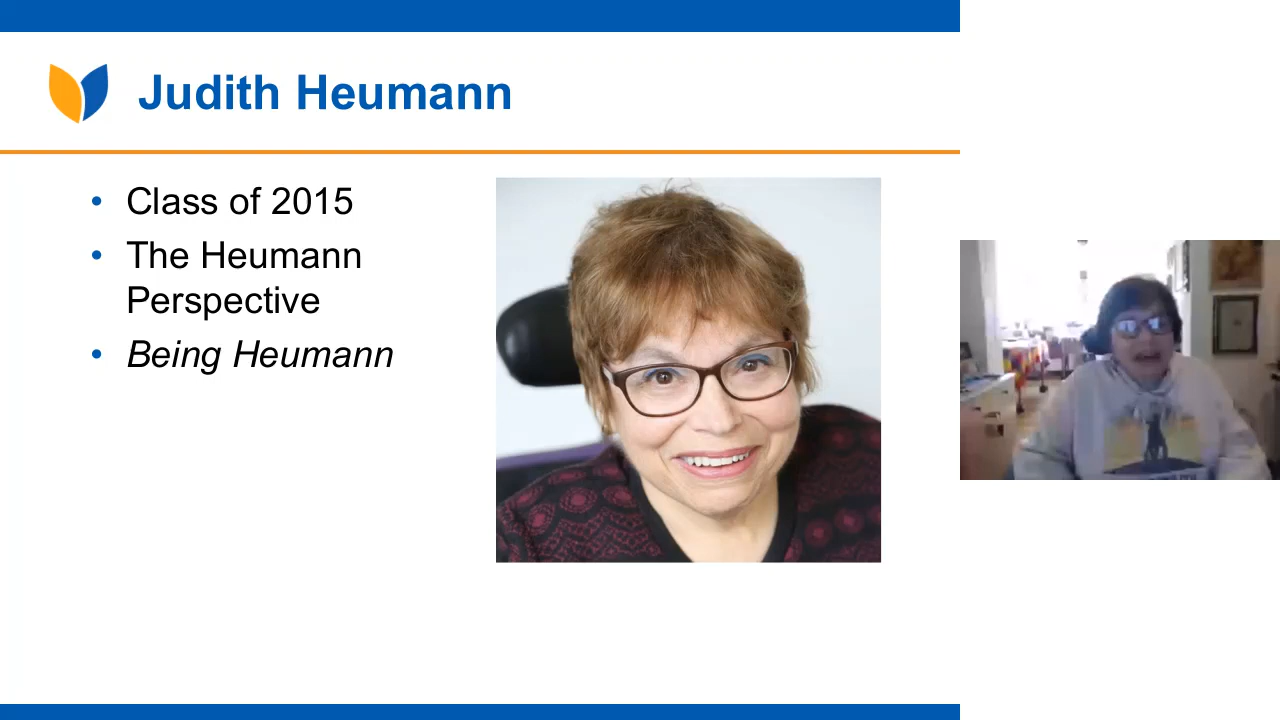 Judith Heumann
• Class of 2015
• The Heumann
Perspective
• Being Heumann